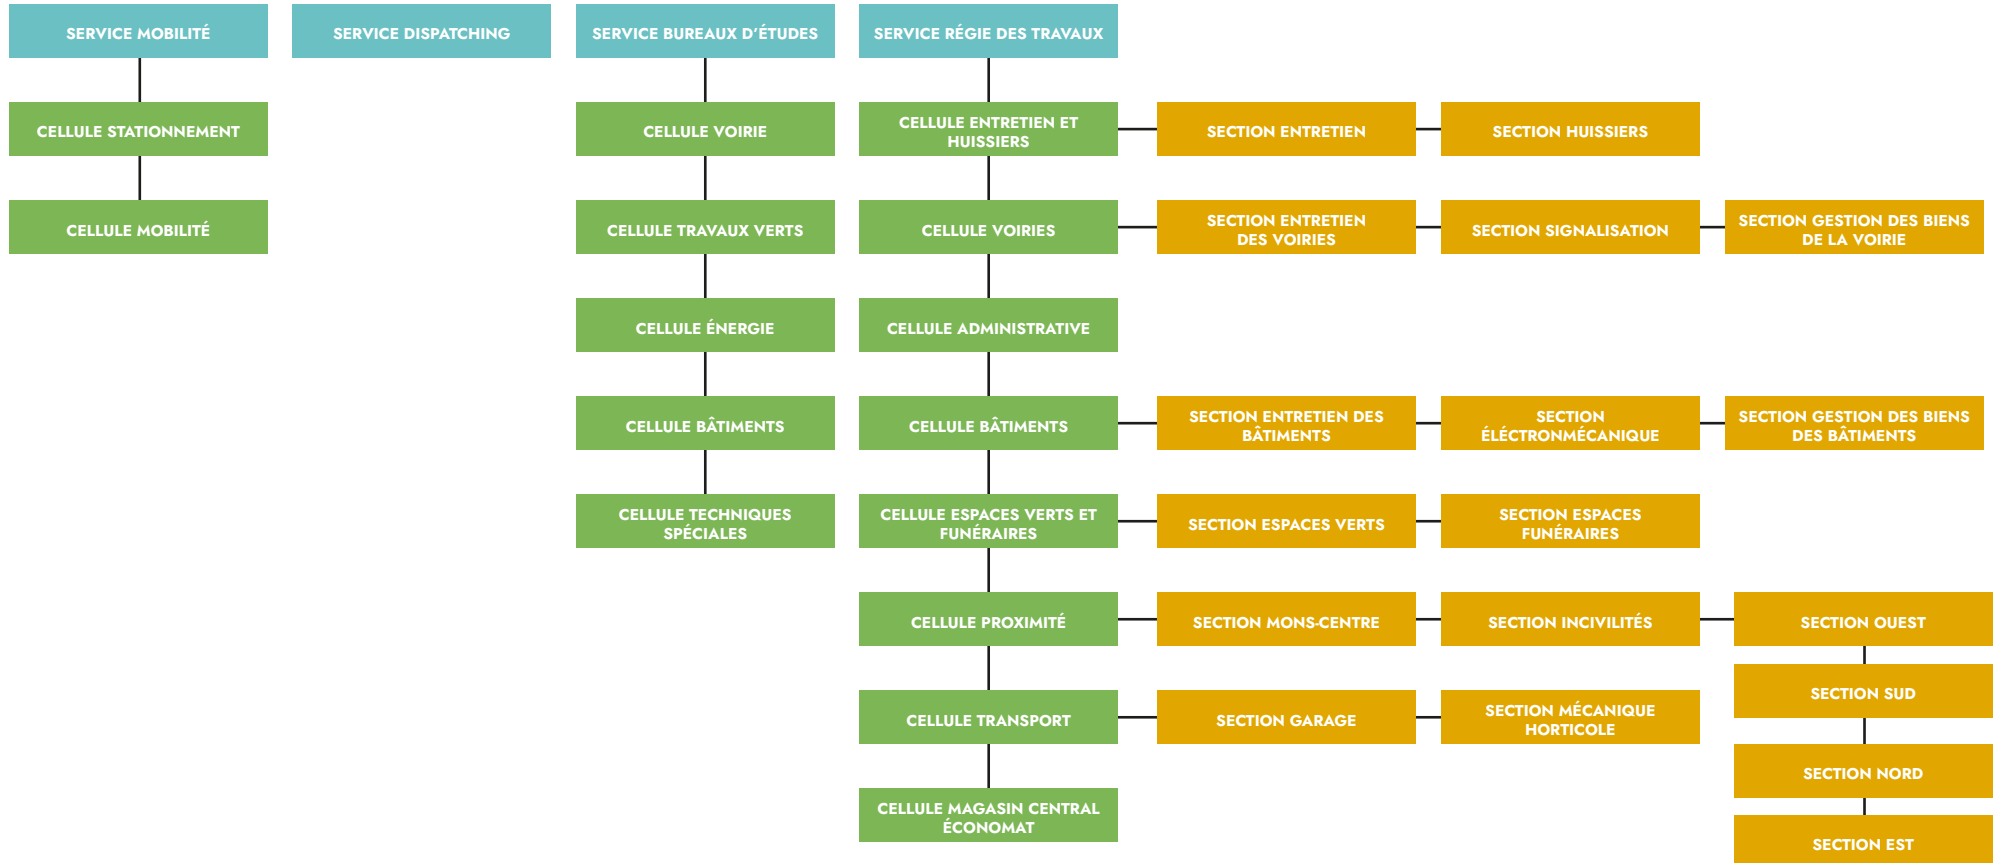 SERVICE MOBILITÉ
SERVICE DISPATCHING
SERVICE BUREAUX D'ÉTUDES
SERVICE RÉGIE DES TRAVAUX
CELLULE STATIONNEMENT
CELLULE VOIRIE
CELLULE ENTRETIEN ET
HUISSIERS
SECTION ENTRETIEN
SECTION HUISSIERS
CELLULE MOBILITÉ
CELLULE TRAVAUX VERTS
CELLULE VOIRIES
SECTION ENTRETIEN
DES VOIRIES
SECTION SIGNALISATION
SECTION GESTION DES BIENS
DE LA VOIRIE
CELLULE ÉNERGIE
CELLULE ADMINISTRATIVE
CELLULE BÂTIMENTS
CELLULE BÂTIMENTS
SECTION ENTRETIEN DES
BÂTIMENTS
SECTION
ÉLÉCTRONMÉCANIQUE
SECTION GESTION DES BIENS
DES BÂTIMENTS
CELLULE TECHNIQUES
SPÉCIALES
CELLULE ESPACES VERTS ET
FUNÉRAIRES
SECTION ESPACES VERTS
SECTION ESPACES
FUNÉRAIRES
CELLULE PROXIMITÉ
SECTION MONS-CENTRE
SECTION INCIVILITÉS
SECTION OUEST
SECTION SUD
CELLULE TRANSPORT
SECTION GARAGE
SECTION MÉCANIQUE
HORTICOLE
SECTION NORD
CELLULE MAGASIN CENTRAL
ÉCONOMAT
SECTION EST